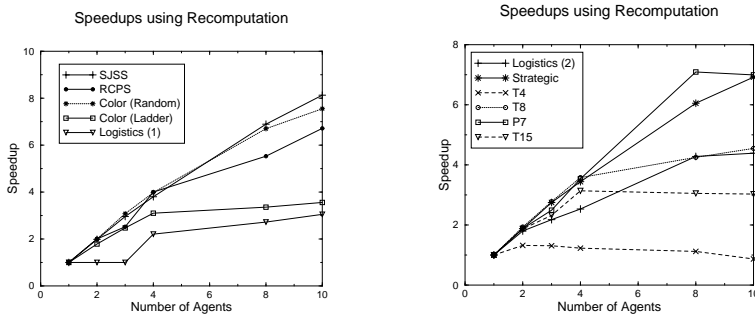 Speedups using Recomputation
10
8
6
4
2
0
Speedup
SJSS
RCPS
Color (Random)
Color (Ladder)
Logistics (1)
0 2 4 6 8 10
Number of Agents
Speedups using Recomputation
8
6
4
2
0
Speedup
Logistics (2)
Strategic
T4
T8
P7
T15
0 2 4 6 8 10
Number of Agents